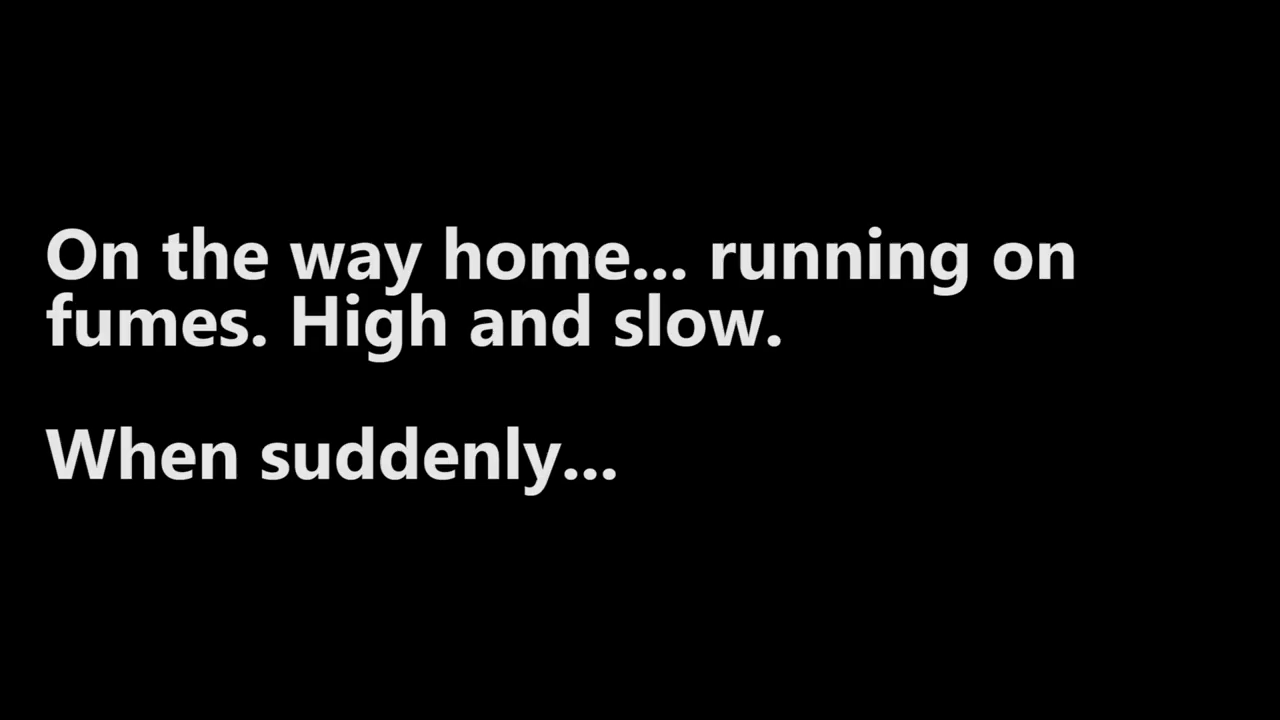 On the way home... running on
fumes. High and slow.
When suddenly...